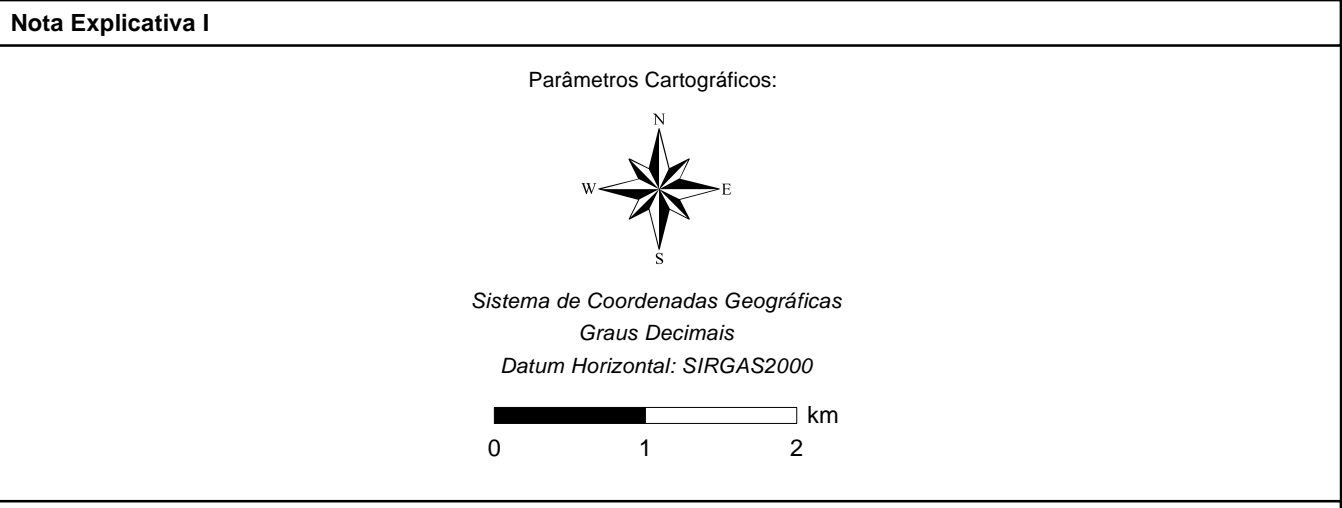 Nota Explicativa I
Parâmetros Cartográficos:
N
W E
S
Sistema de Coordenadas Geográficas
Graus Decimais
Datum Horizontal: SIRGAS2000
km
0 1 2